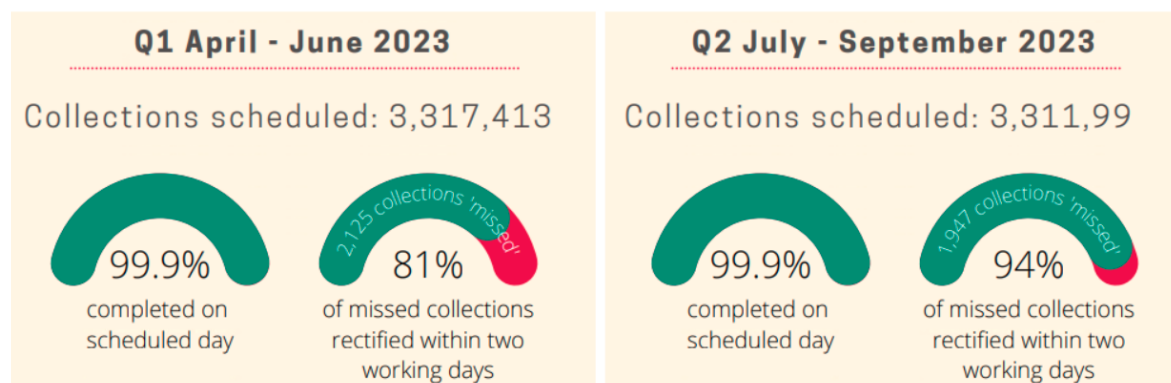 Q1 April - June 2023
Collections scheduled: 3,317,413
2,125 collections 'missed'
99.9%
completed on
scheduled day
81%
of missed collections
rectified within two
working days
Q2 July - September 2023
Collections scheduled: 3,311,99
1,947 collections 'missed'
99.9%
completed on
scheduled day
94%
of missed collections
rectified within two
working days